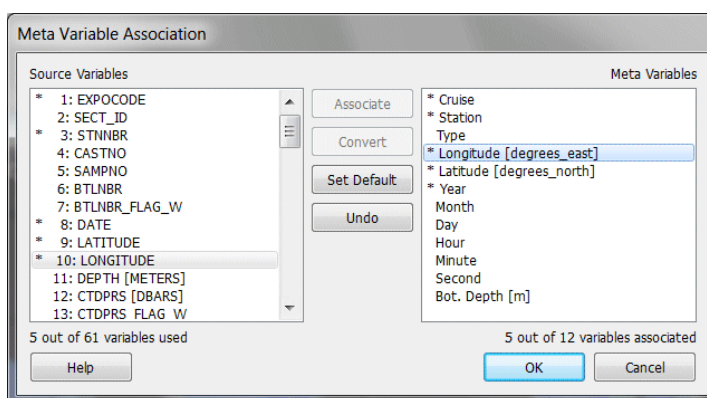 Meta Variable Association
Source Variables
Meta Variables
* 1: EXPOCODE
2: SECT_ID
* 3: STNNBR
4: CASTNO
5: SAMPNO
6: BTLNBR
7: BTLNBR_FLAG_W
* 8: DATE
* 9: LATITUDE
* 10: LONGITUDE
11: DEPTH [METERS]
12: CTDPRS [DBARS]
13: CTDPRS FLAG W
Associate
Convert
Set Default
Undo
* Cruise
* Station
Type
* Longitude [degrees_east]
* Latitude [degrees_north]
* Year
Month
Day
Hour
Minute
Second
Bot. Depth [m]
5 out of 61 variables used
5 out of 12 variables associated
Help
OK
Cancel